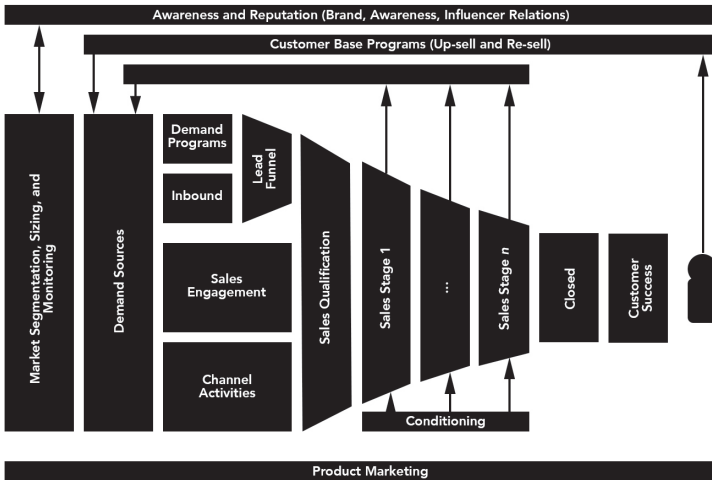 Awareness and Reputation (Brand, Awareness, Influencer Relations)
Customer Base Programs (Up-sell and Re-sell)
Market Segmentation, Sizing, and
Monitoring
Demand Sources
Demand
Programs
Inbound
Lead
Funnel
Sales
Engagement
Channel
Activities
Sales Qualification
Sales Stage 1
...
Sales Stage n
Closed
Customer
Success
Conditioning
Product Marketing